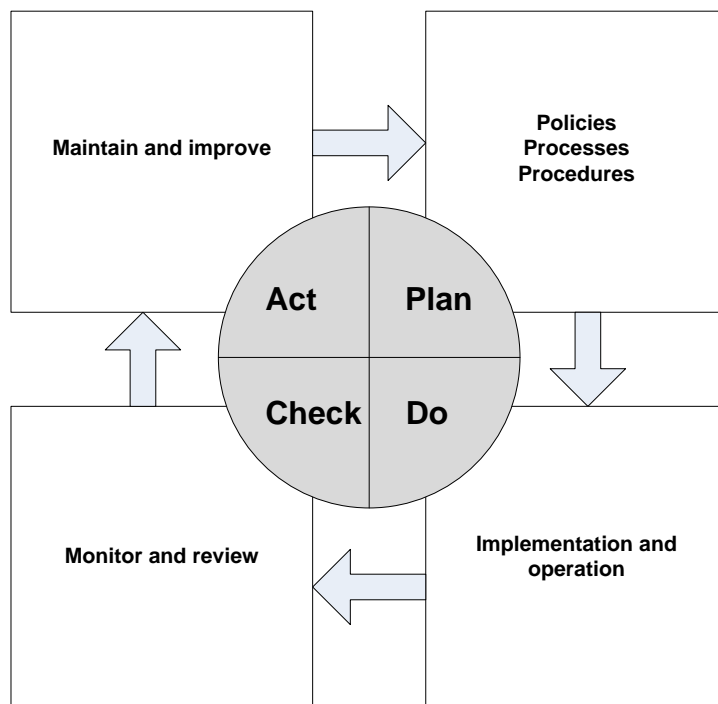 Maintain and improve
Policies
Processes
Procedures
Act
Plan
Check
Do
Monitor and review
Implementation and
operation